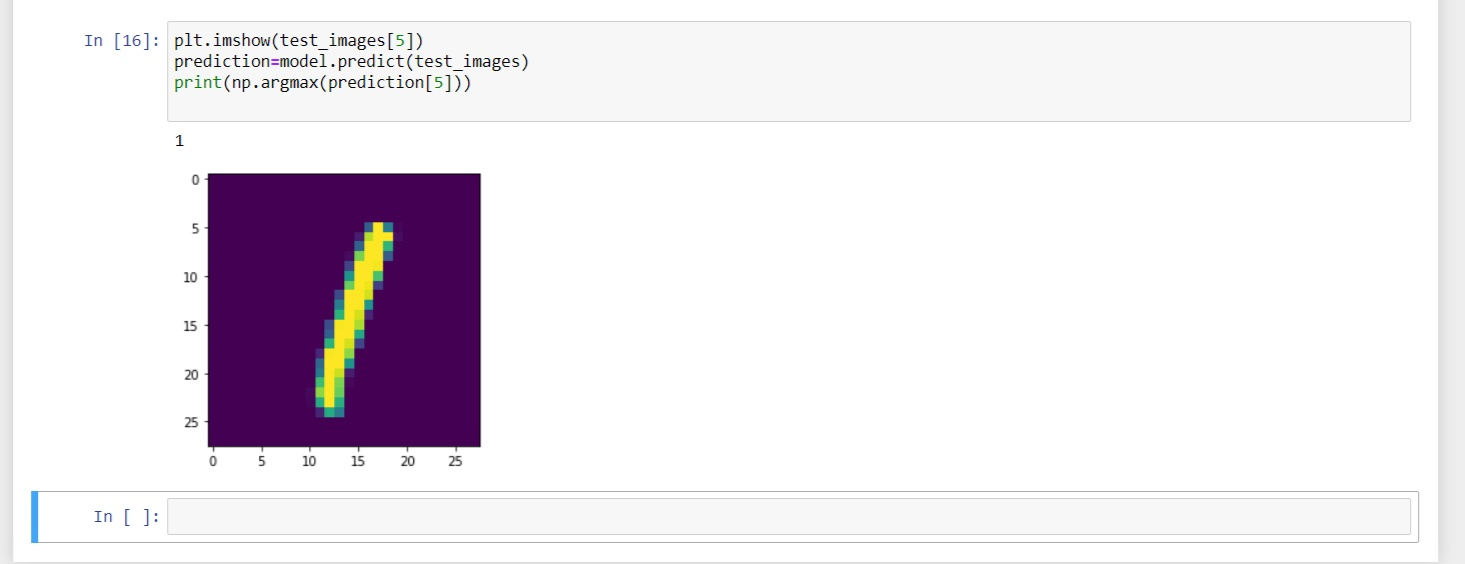 In [16]: plt.imshow(test_images[5])
prediction=model.predict(test_images)
print(np.argmax(prediction[5]))
1
0
5
10
15
20
25
0 5 10 15 20 25
In [ ]: